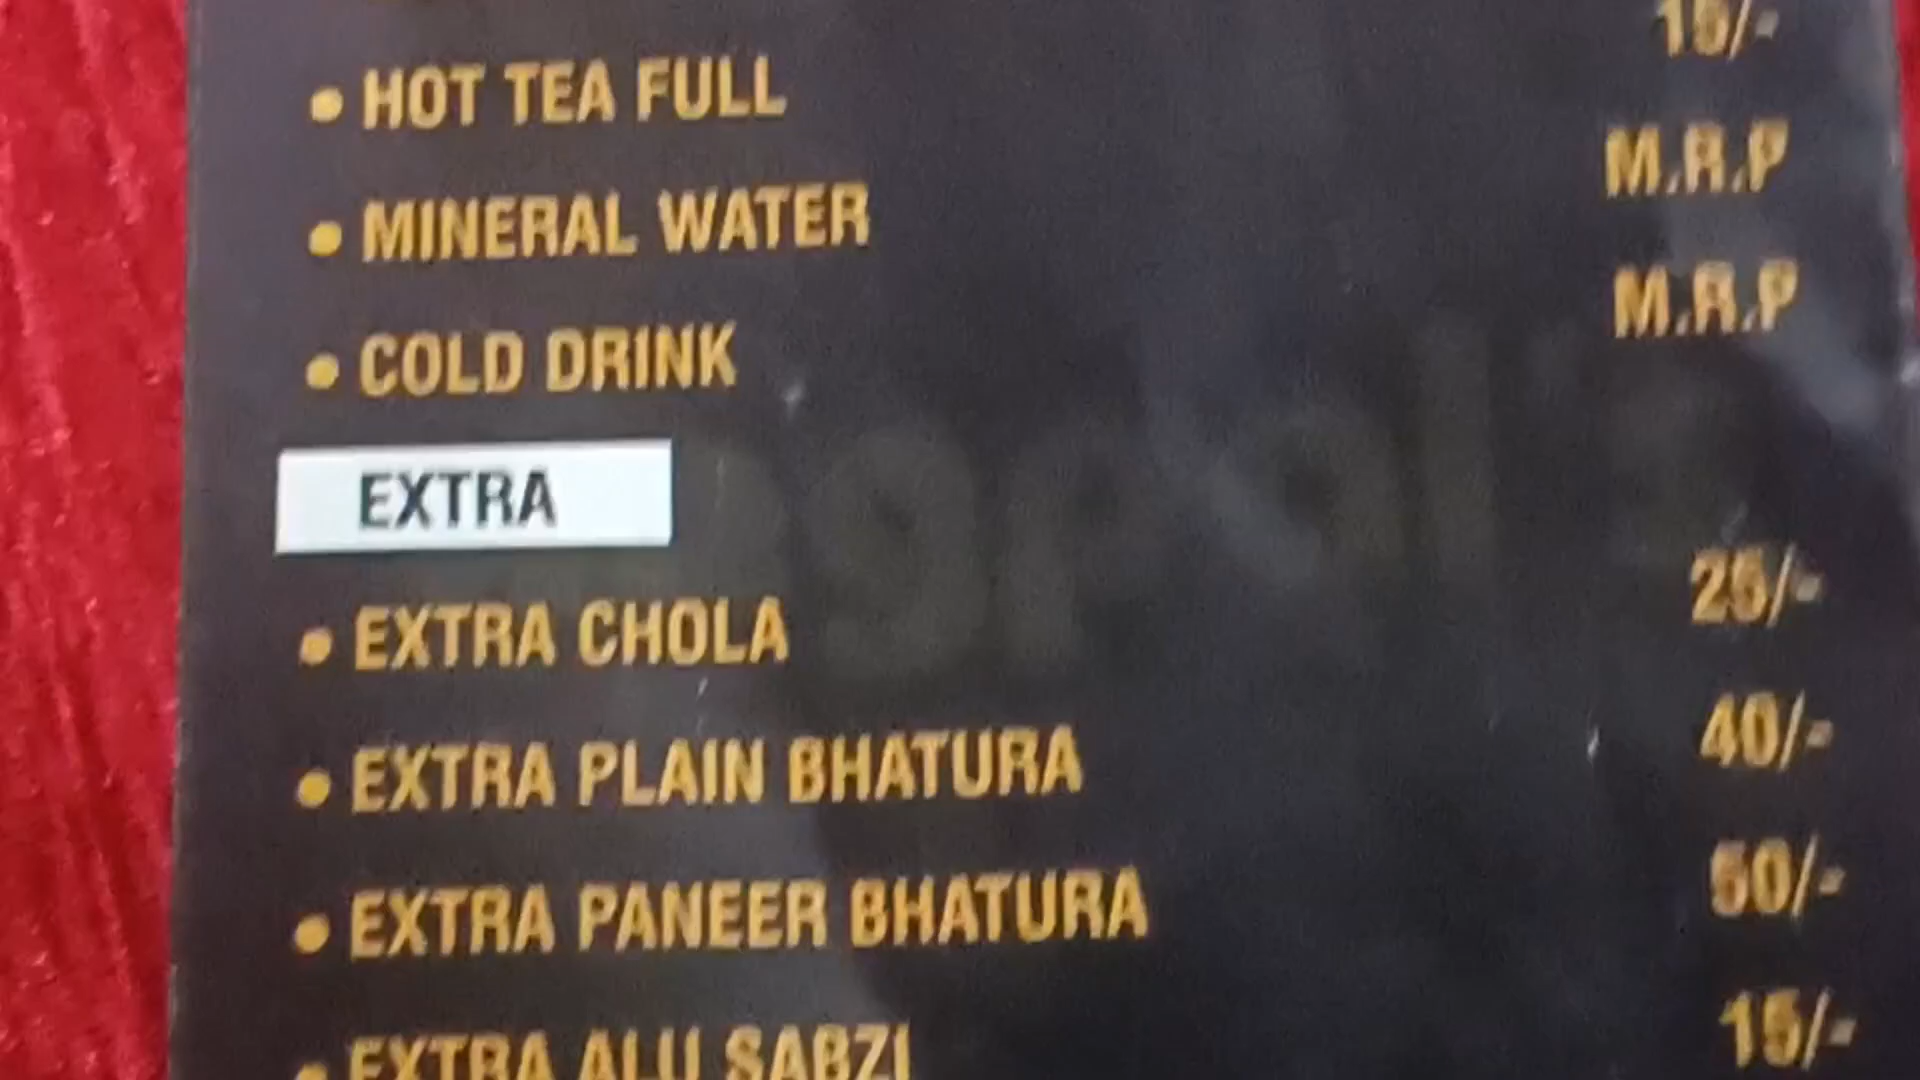 • HOT TEA FULL 15/-
• MINERAL WATER M.R.P
• COLD DRINK M.R.P
EXTRA
• EXTRA CHOLA 25/-
• EXTRA PLAIN BHATURA 40/-
• EXTRA PANEER BHATURA
• EXTRA ALU SABZI 15/-